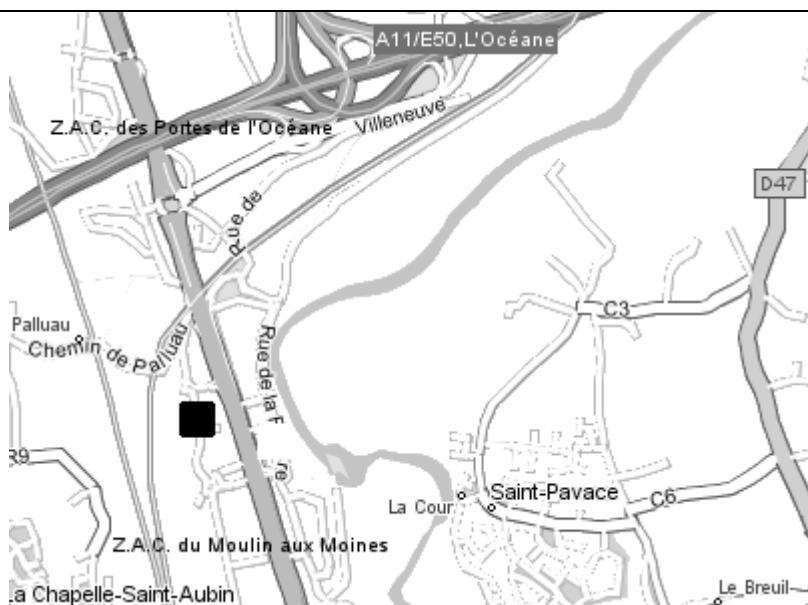 A11/E50,L'Océane
Z.A.C. des Portes de l'Océane
Villeneuve
Rue de
D47
C3
Palluau
Chemin de Palluau
Rue de la F
re
R9
La Cour
Saint-Pavace
C6
Z.A.C. du Moulin aux Moines
La Chapelle-Saint-Aubin
Le Breuil